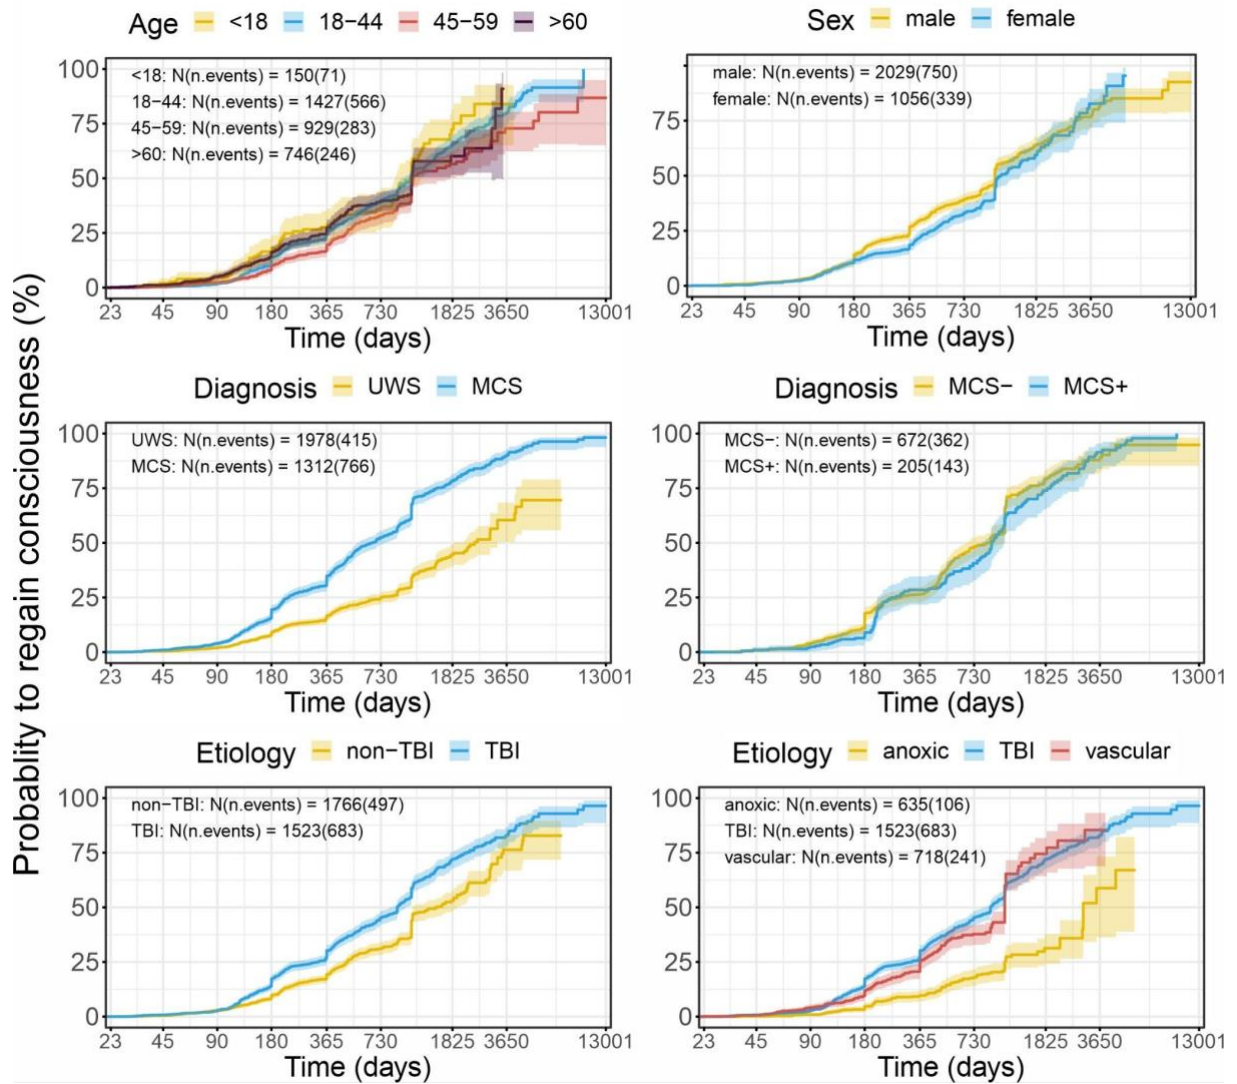 Age <18 18−44 45−59 >60
Sex male female
Probablity to regain consciousness (%)
<18: N(n.events) = 150(71)
18−44: N(n.events) = 1427(566)
45−59: N(n.events) = 929(283)
>60: N(n.events) = 746(246)
100
75
50
25
0
23 45 90 180 365 730 1825 3650 13001
Time (days)
male: N(n.events) = 2029(750)
female: N(n.events) = 1056(339)
75
50
25
0
23 45 90 180 365 730 1825 3650 13001
Time (days)
Diagnosis UWS MCS
UWS: N(n.events) = 1978(415)
MCS: N(n.events) = 1312(766)
100
75
50
25
0
23 45 90 180 365 730 1825 3650 13001
Time (days)
Diagnosis MCS− MCS+
MCS−: N(n.events) = 672(362)
MCS+: N(n.events) = 205(143)
100
75
50
25
0
23 45 90 180 365 730 1825 3650 13001
Time (days)
Etiology non−TBI TBI
non−TBI: N(n.events) = 1766(497)
TBI: N(n.events) = 1523(683)
100
75
50
25
0
23 45 90 180 365 730 1825 3650 13001
Time (days)
Etiology anoxic TBI vascular
anoxic: N(n.events) = 635(106)
TBI: N(n.events) = 1523(683)
vascular: N(n.events) = 718(241)
100
75
50
25
0
23 45 90 180 365 730 1825 3650 13001
Time (days)